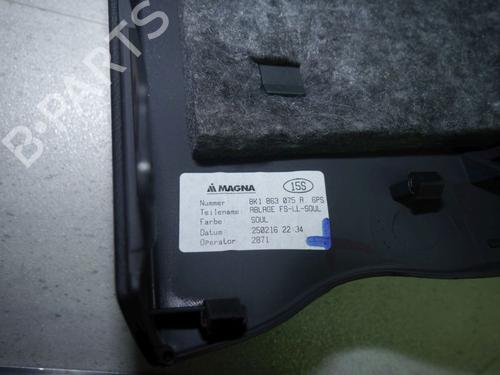 B-PARTS
MAGNA 15S
Nummer 8K1 863 075 A 6PS
Teilename: ABLAGE FS-LL-SOUL
Farbe SOUL
Datum 250216 22 34
Operator 2871